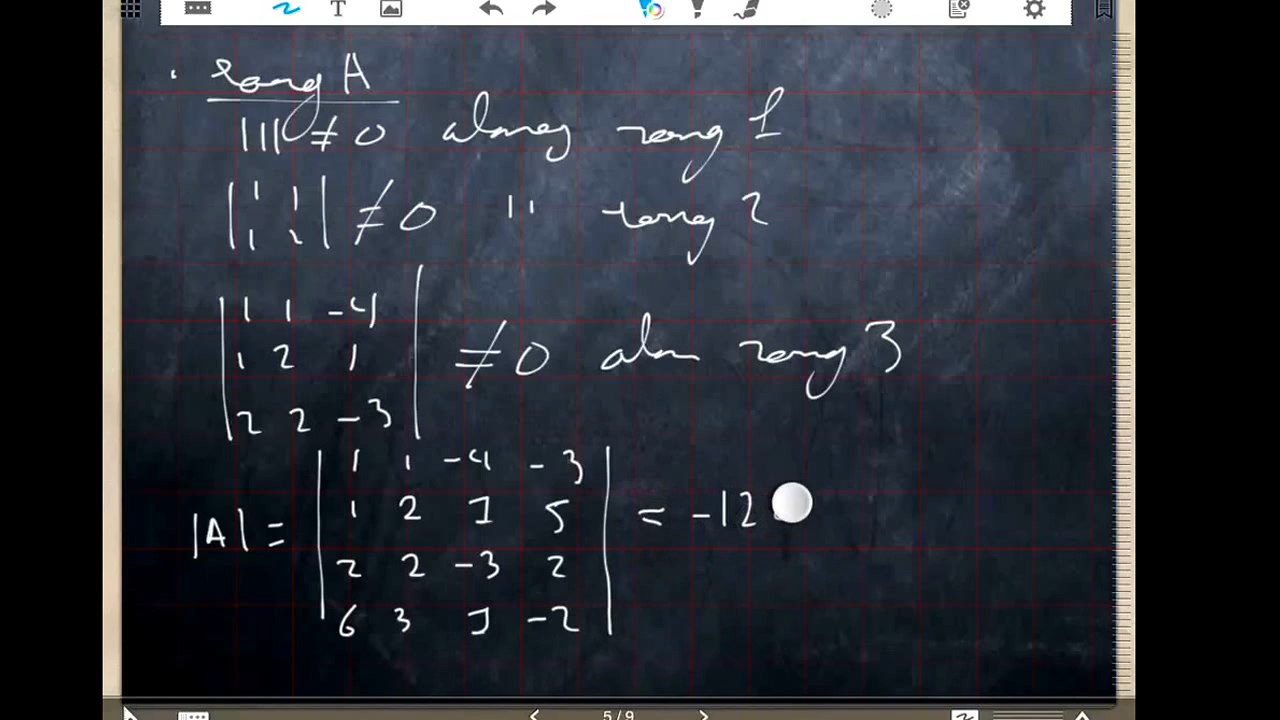 T
rang A
|1| ≠ 0 alors rang 1
| 1 1 | ≠ 0 " rang 2
| 1 2 |
| 1 1 -4 |
| 1 2 1 | ≠ 0 alors rang 3
| 2 2 -3 |
| 1 1 -4 -3 |
|A| = | 1 2 1 5 | = -12
| 2 2 -3 2 |
| 6 3 1 -2 |
5/9